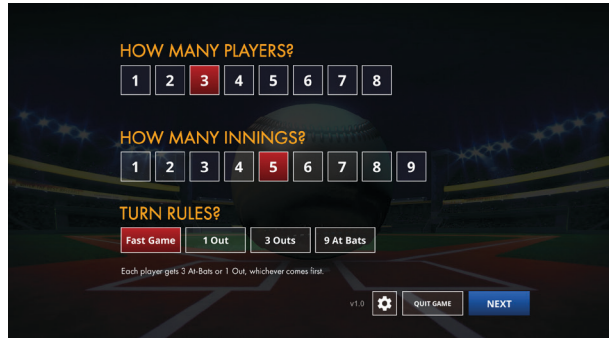 HOW MANY PLAYERS?
1 2 3 4 5 6 7 8
HOW MANY INNINGS?
1 2 3 4 5 6 7 8 9
TURN RULES?
Fast Game 1 Out 3 Outs 9 At Bats
Each player gets 3 At-Bats or 1 Out, whichever comes first.
v1.0 QUIT GAME NEXT